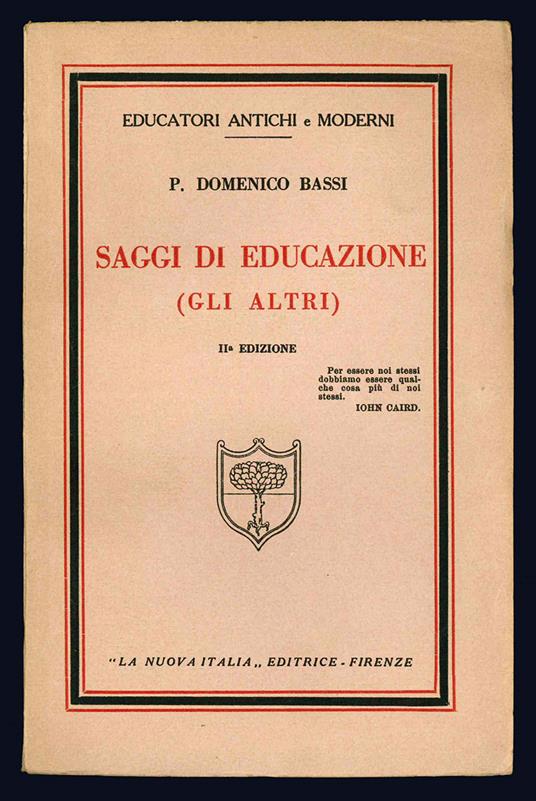 EDUCATORI ANTICHI e MODERNI
P. DOMENICO BASSI
SAGGI DI EDUCAZIONE
(GLI ALTRI)
IIª EDIZIONE
Per essere noi stessi
dobbiamo essere qual-
che cosa più di noi
stessi.
IOHN CAIRD.
"LA NUOVA ITALIA„ EDITRICE - FIRENZE